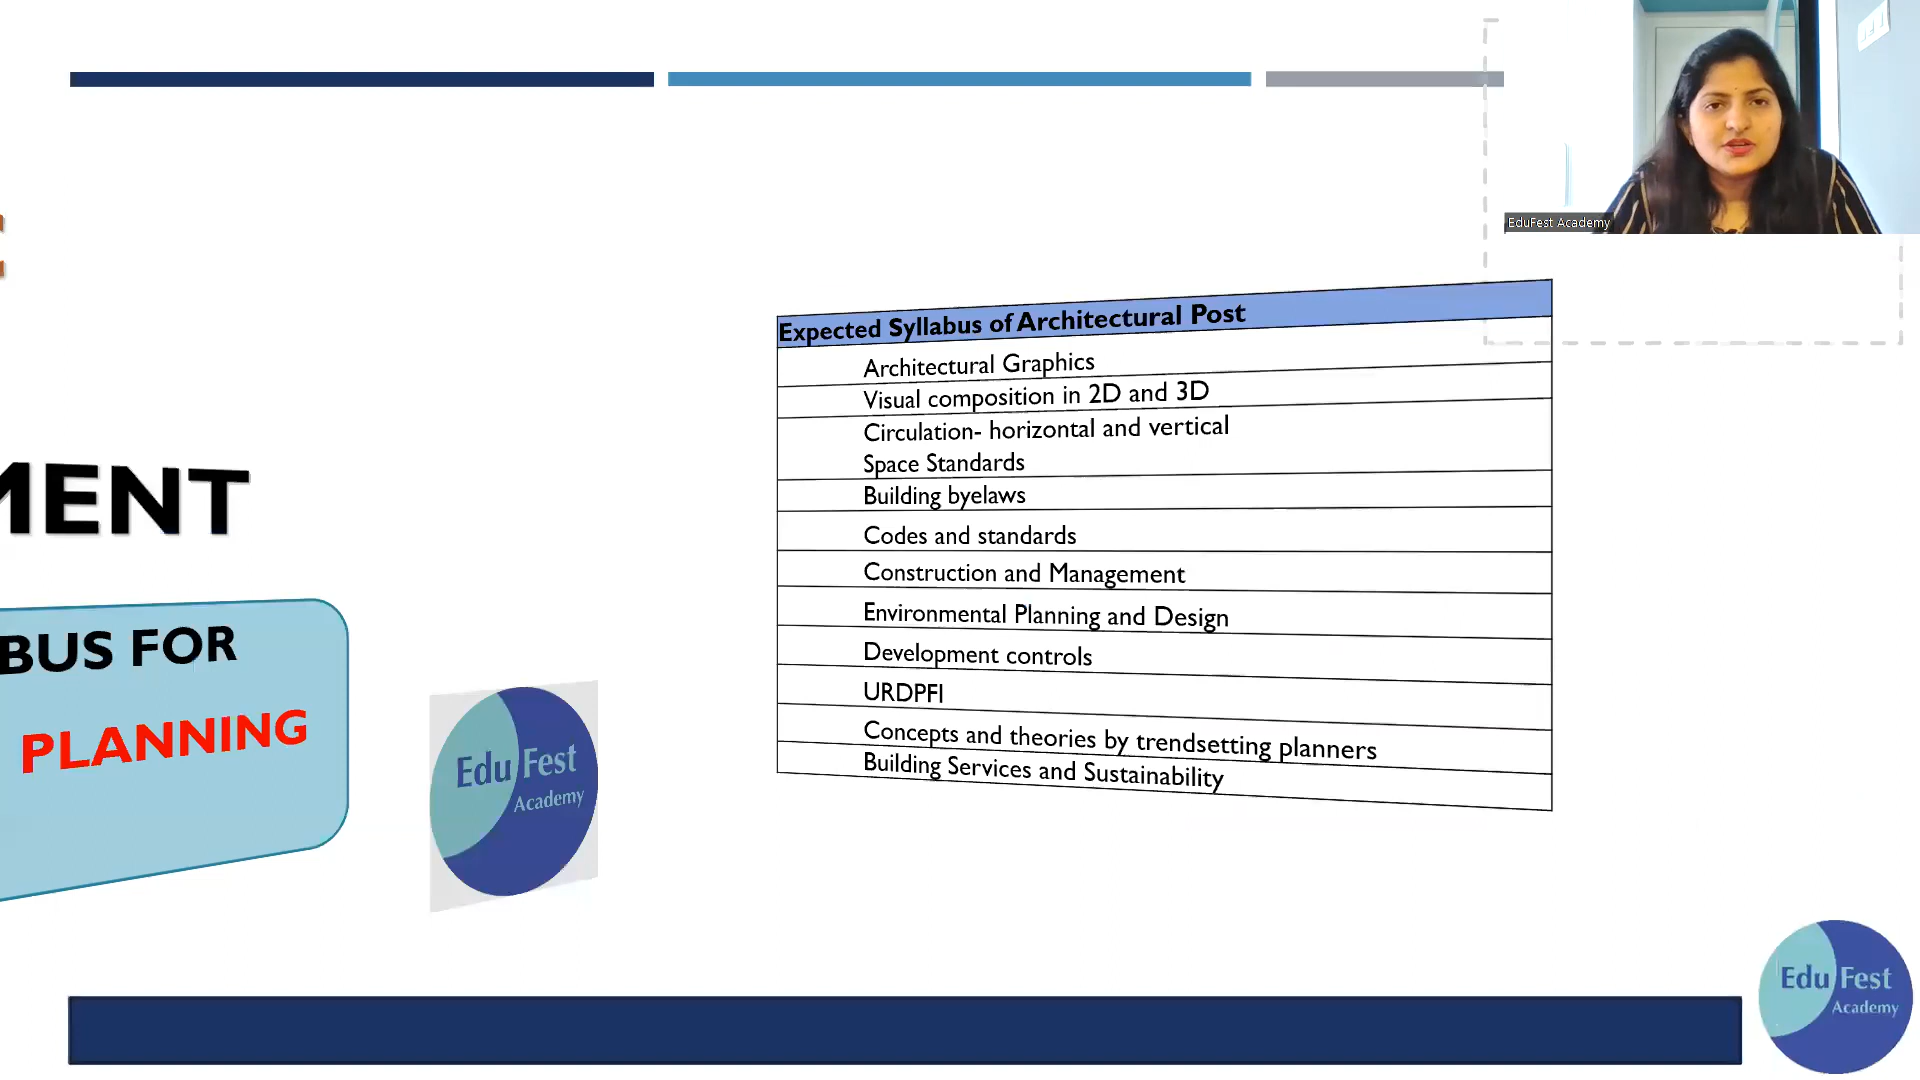 EduFest Academy
MENT
BUS FOR
PLANNING
Edu Fest
Academy
Expected Syllabus of Architectural Post
Architectural Graphics
Visual composition in 2D and 3D
Circulation- horizontal and vertical
Space Standards
Building byelaws
Codes and standards
Construction and Management
Environmental Planning and Design
Development controls
URDPFI
Concepts and theories by trendsetting planners
Building Services and Sustainability
Edu Fest
Academy